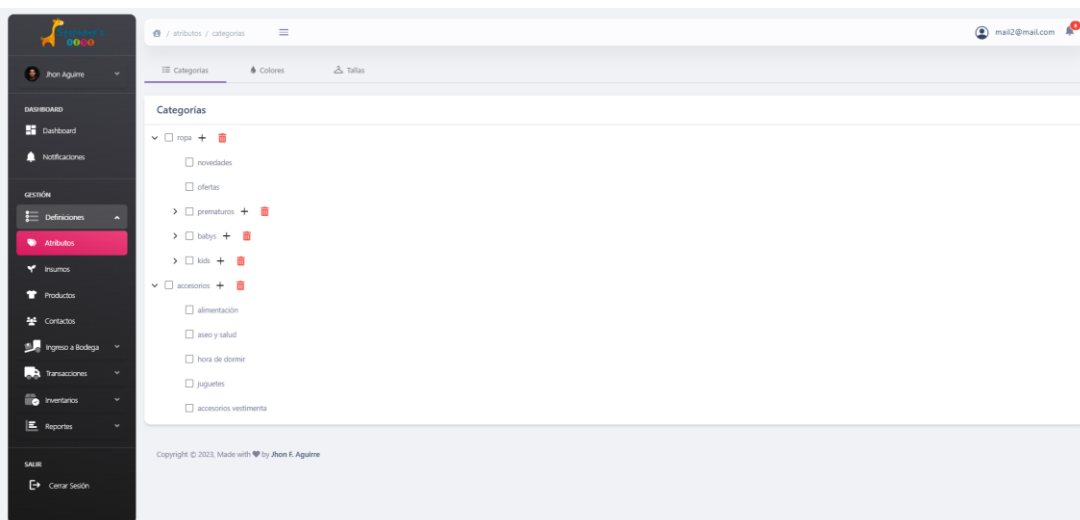 / atributos / categorias
mail2@mail.com
Jhon Aguirre
Categorias
Colores
Tallas
DASHBOARD
Dashboard
Notificaciones
GESTIÓN
Definiciones
Atributos
Insumos
Productos
Contactos
Ingreso a Bodega
Transacciones
Inventarios
Reportes
SALIR
Cerrar Sesión
Categorías
ropa
novedades
ofertas
prematuros
babys
kids
accesorios
alimentación
aseo y salud
hora de dormir
juguetes
accesorios vestimenta
Copyright © 2023, Made with by Jhon F. Aguirre